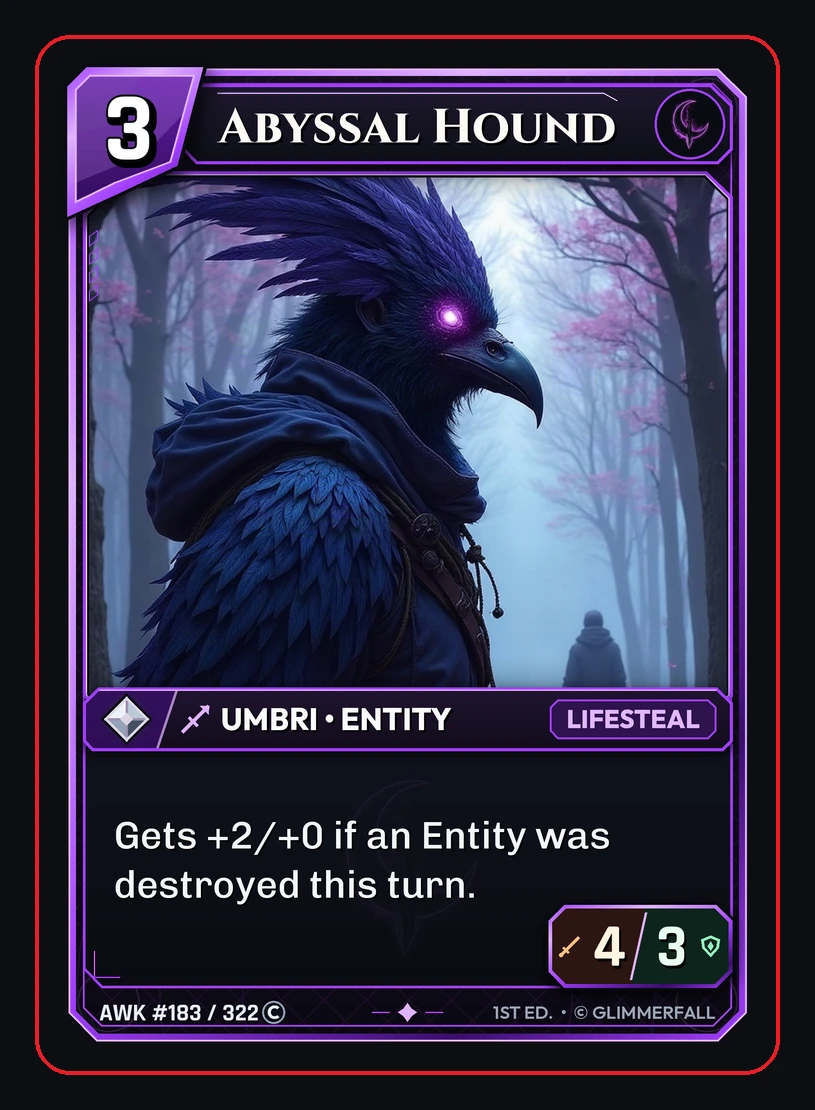 3
ABYSSAL HOUND
UMBRI • ENTITY
LIFESTEAL
Gets +2/+0 if an Entity was
destroyed this turn.
4/3
AWK #183 / 322 Ⓒ
1ST ED. • © GLIMMERFALL